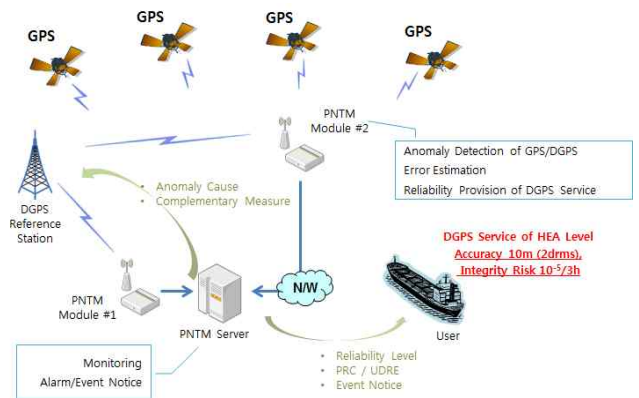 GPS
GPS
GPS
GPS
PNTM
Module #2
Anomaly Detection of GPS/DGPS
Error Estimation
Reliability Provision of DGPS Service
• Anomaly Cause
• Complementary Measure
DGPS
Reference
Station
DGPS Service of HEA Level
Accuracy 10m (2drms),
Integrity Risk 10-5/3h
N/W
PNTM
Module #1
PNTM Server
User
Monitoring
Alarm/Event Notice
• Reliability Level
• PRC / UDRE
• Event Notice